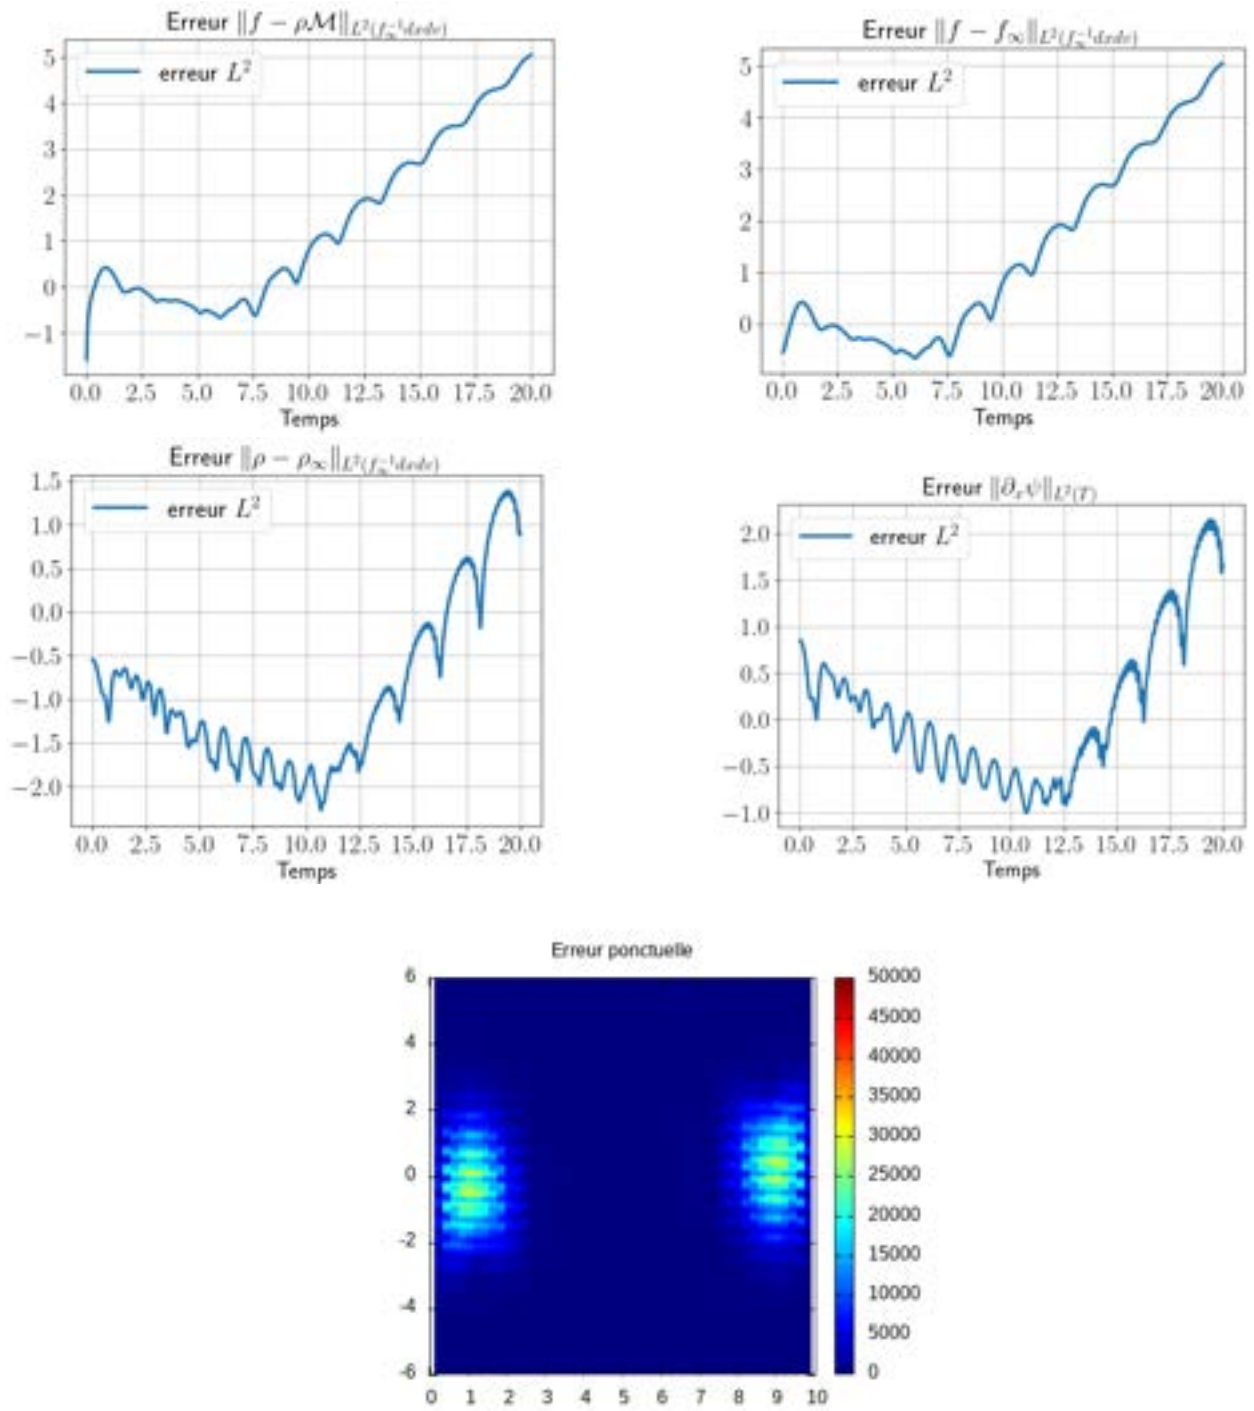 Erreur ‖f − ρℳ‖_{L²(f_∞^{-1}dxdv)}
erreur L²
5
4
3
2
1
0
−1
0.0 2.5 5.0 7.5 10.0 12.5 15.0 17.5 20.0
Temps
Erreur ‖f − f_∞‖_{L²(f_∞^{-1}dxdv)}
erreur L²
5
4
3
2
1
0
0.0 2.5 5.0 7.5 10.0 12.5 15.0 17.5 20.0
Temps
Erreur ‖ρ − ρ_∞‖_{L²(f_∞^{-1}dxdv)}
erreur L²
1.5
1.0
0.5
0.0
−0.5
−1.0
−1.5
−2.0
0.0 2.5 5.0 7.5 10.0 12.5 15.0 17.5 20.0
Temps
Erreur ‖∂ₓψ‖_{L²(T)}
erreur L²
2.0
1.5
1.0
0.5
0.0
−0.5
−1.0
0.0 2.5 5.0 7.5 10.0 12.5 15.0 17.5 20.0
Temps
Erreur ponctuelle
6
4
2
0
-2
-4
-6
0 1 2 3 4 5 6 7 8 9 10
50000
45000
40000
35000
30000
25000
20000
15000
10000
5000
0